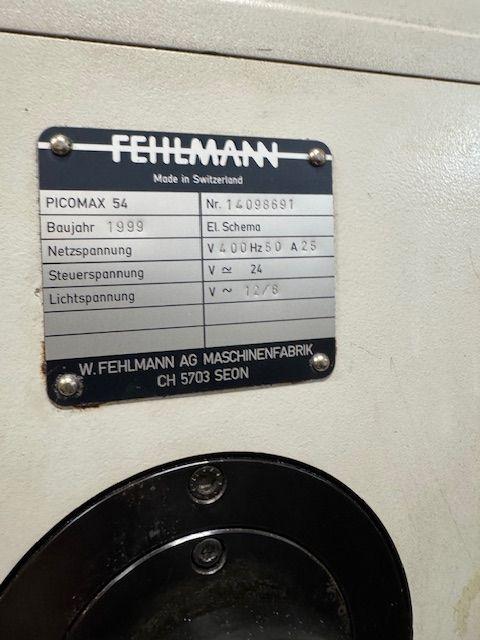 FEHLMANN
Made in Switzerland
PICOMAX 54 Nr. 14098691
Baujahr 1999 El. Schema
Netzspannung V 400 Hz 50 A 25
Steuerspannung V ≃ 24
Lichtspannung V ~ 12/6
W. FEHLMANN AG MASCHINENFABRIK
CH 5703 SEON